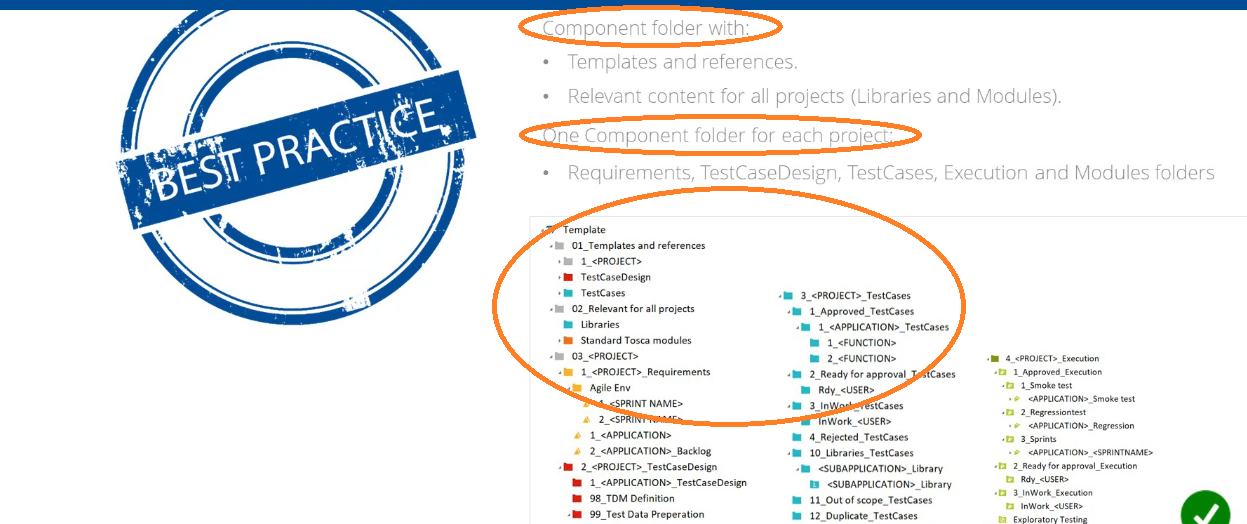 BEST PRACTICE
Component folder with:
• Templates and references.
• Relevant content for all projects (Libraries and Modules).
One Component folder for each project:
• Requirements, TestCaseDesign, TestCases, Execution and Modules folders
Template
01_Templates and references
1_<PROJECT>
TestCaseDesign
TestCases
02_Relevant for all projects
Libraries
Standard Tosca modules
03_<PROJECT>
1_<PROJECT>_Requirements
Agile Env
1_<SPRINT NAME>
2_<SPRINT NAME>
1_<APPLICATION>
2_<APPLICATION>_Backlog
2_<PROJECT>_TestCaseDesign
1_<APPLICATION>_TestCaseDesign
98_TDM Definition
99_Test Data Preperation
3_<PROJECT>_TestCases
1_Approved_TestCases
1_<APPLICATION>_TestCases
1_<FUNCTION>
2_<FUNCTION>
2_Ready for approval_TestCases
Rdy_<USER>
3_InWork_TestCases
InWork_<USER>
4_Rejected_TestCases
10_Libraries_TestCases
<SUBAPPLICATION>_Library
<SUBAPPLICATION>_Library
11_Out of scope_TestCases
12_Duplicate_TestCases
4_<PROJECT>_Execution
1_Approved_Execution
1_Smoke test
<APPLICATION>_Smoke test
2_Regressiontest
<APPLICATION>_Regression
3_Sprints
<APPLICATION>_<SPRINTNAME>
2_Ready for approval_Execution
Rdy_<USER>
3_InWork_Execution
InWork_<USER>
Exploratory Testing